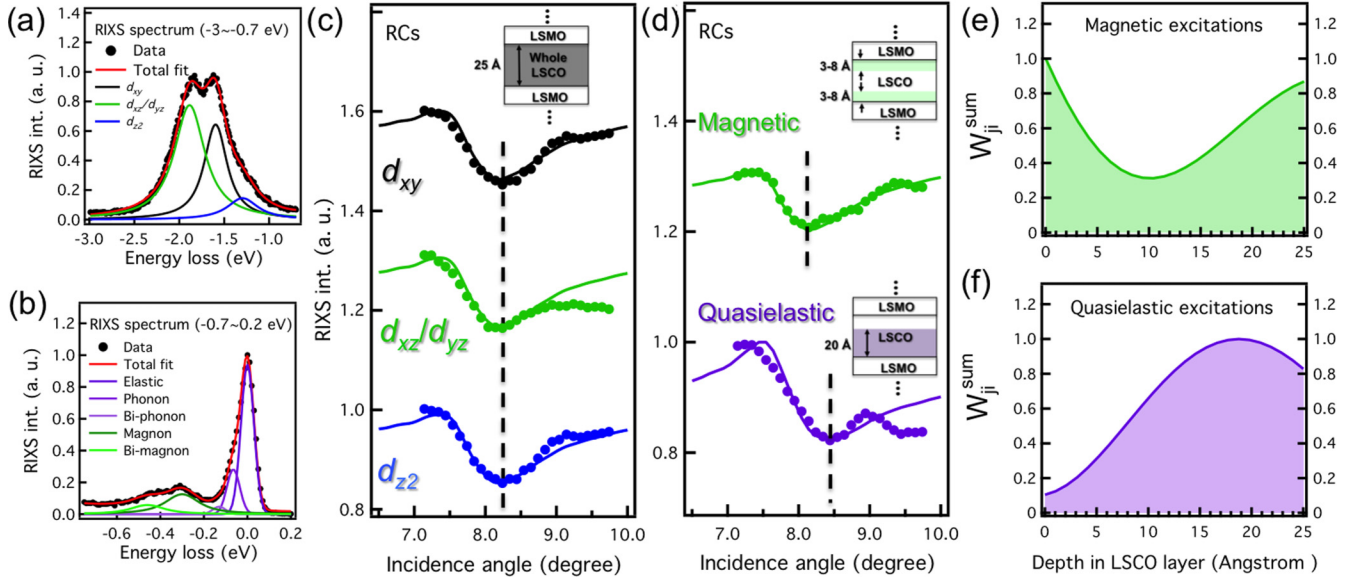 (a)
RIXS spectrum (-3~-0.7 eV)
Data
Total fit
dxy
dxz/dyz
dz2
RIXS int. (a. u.)
1.4
1.2
1.0
0.8
0.6
0.4
0.2
0.0
-3.0 -2.5 -2.0 -1.5 -1.0
Energy loss (eV)
(b)
RIXS spectrum (-0.7~0.2 eV)
Data
Total fit
Elastic
Phonon
Bi-phonon
Magnon
Bi-magnon
RIXS int. (a. u.)
1.2
1.0
0.8
0.6
0.4
0.2
0.0
-0.6 -0.4 -0.2 0.0 0.2
Energy loss (eV)
(c)
RCs
LSMO
25 Å
Whole
LSCO
LSMO
dxy
dxz/dyz
dz2
RIXS int. (a. u.)
1.6
1.4
1.2
1.0
0.8
7.0 8.0 9.0 10.0
Incidence angle (degree)
(d)
RCs
LSMO
3-8 Å
LSCO
3-8 Å
LSMO
Magnetic
Quasielastic
LSMO
LSCO
20 Å
LSMO
1.4
1.2
1.0
0.8
7.0 8.0 9.0 10.0
Incidence angle (degree)
(e)
Magnetic excitations
Wji sum
1.2 1.2
1.0 1.0
0.8 0.8
0.6 0.6
0.4 0.4
0.2 0.2
0 0
0 5 10 15 20 25
(f)
Quasielastic excitations
Wji sum
1.2 1.2
1.0 1.0
0.8 0.8
0.6 0.6
0.4 0.4
0.2 0.2
0 0
0 5 10 15 20 25
Depth in LSCO layer (Angstrom )